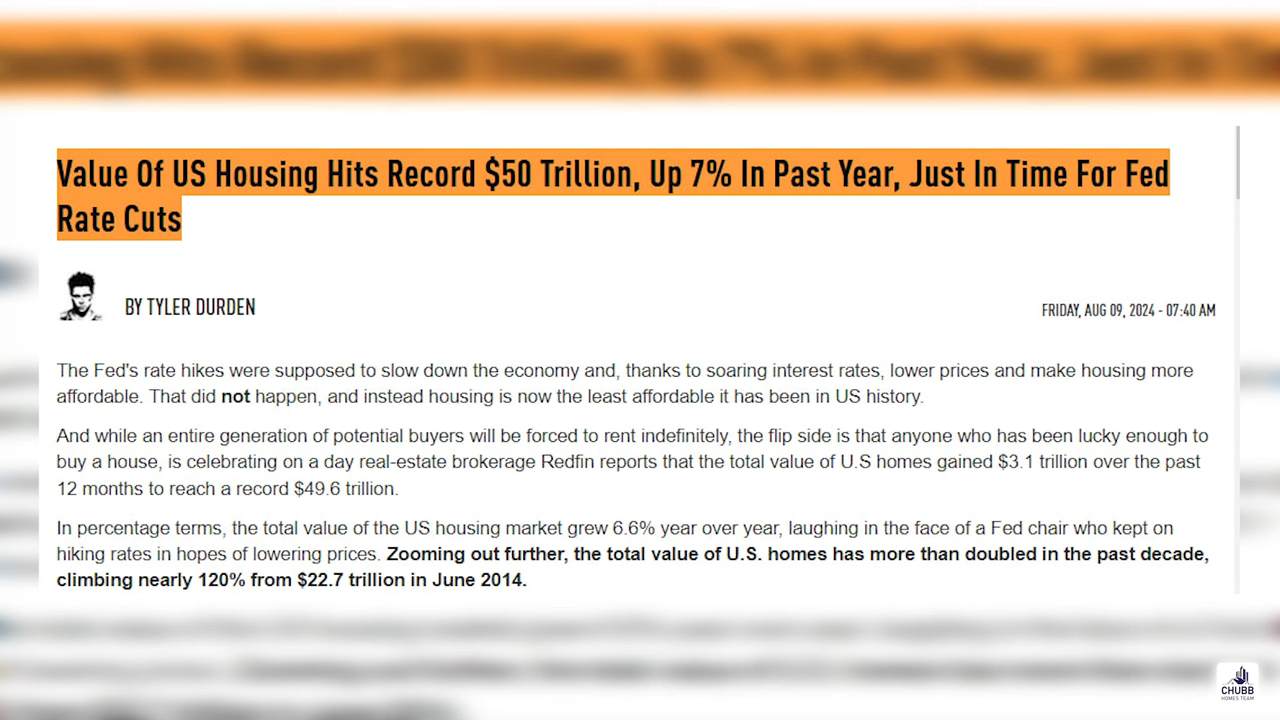 Value Of US Housing Hits Record $50 Trillion, Up 7% In Past Year, Just In Time For Fed
Rate Cuts
BY TYLER DURDEN
FRIDAY, AUG 09, 2024 - 07:40 AM
The Fed's rate hikes were supposed to slow down the economy and, thanks to soaring interest rates, lower prices and make housing more
affordable. That did not happen, and instead housing is now the least affordable it has been in US history.
And while an entire generation of potential buyers will be forced to rent indefinitely, the flip side is that anyone who has been lucky enough to
buy a house, is celebrating on a day real-estate brokerage Redfin reports that the total value of U.S homes gained $3.1 trillion over the past
12 months to reach a record $49.6 trillion.
In percentage terms, the total value of the US housing market grew 6.6% year over year, laughing in the face of a Fed chair who kept on
hiking rates in hopes of lowering prices. Zooming out further, the total value of U.S. homes has more than doubled in the past decade,
climbing nearly 120% from $22.7 trillion in June 2014.
CHUBB
HOMES TEAM